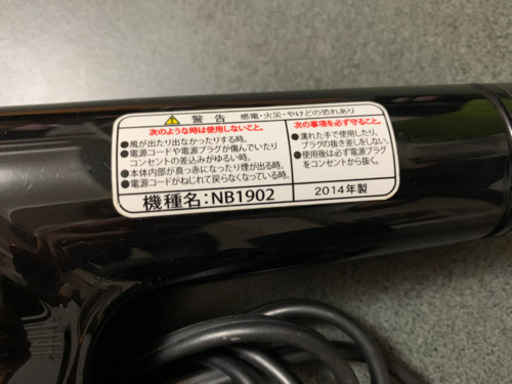 ⚠ 警告 感電・火災・やけどの恐れあり
次のような時は使用しないこと。
●風が出たり出なかったりする時。
●電源コードや電源プラグが傷んでいたり
コンセントの差込みがゆるい時。
●本体内部が真っ赤になったり煙が出る時。
●電源コードがねじれて戻らなくなっている時。
次の事項を必ず守ること。
●濡れた手で使用したり、
プラグの抜き差しをしない。
●使用後は必ず電源プラグ
をコンセントから抜く。
機種名:NB1902
2014年製